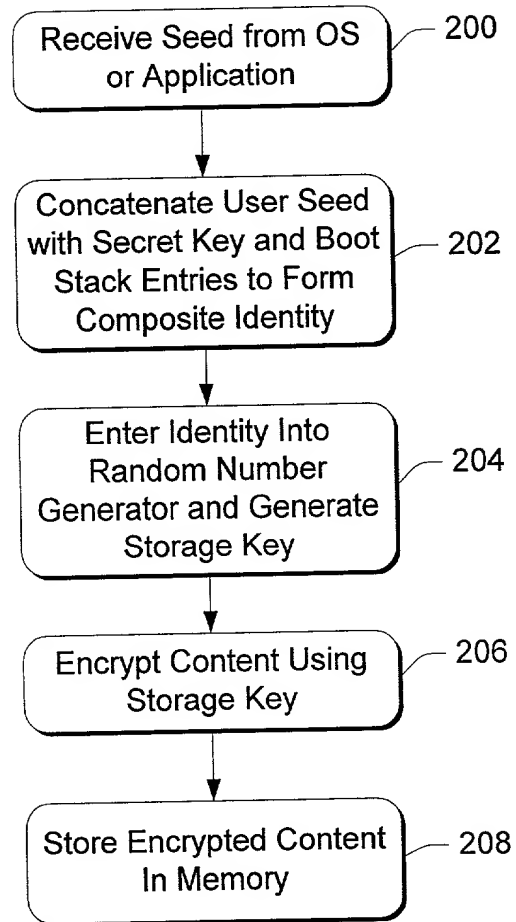 Receive Seed from OS
or Application
200
Concatenate User Seed
with Secret Key and Boot
Stack Entries to Form
Composite Identity
202
Enter Identity Into
Random Number
Generator and Generate
Storage Key
204
Encrypt Content Using
Storage Key
206
Store Encrypted Content
In Memory
208